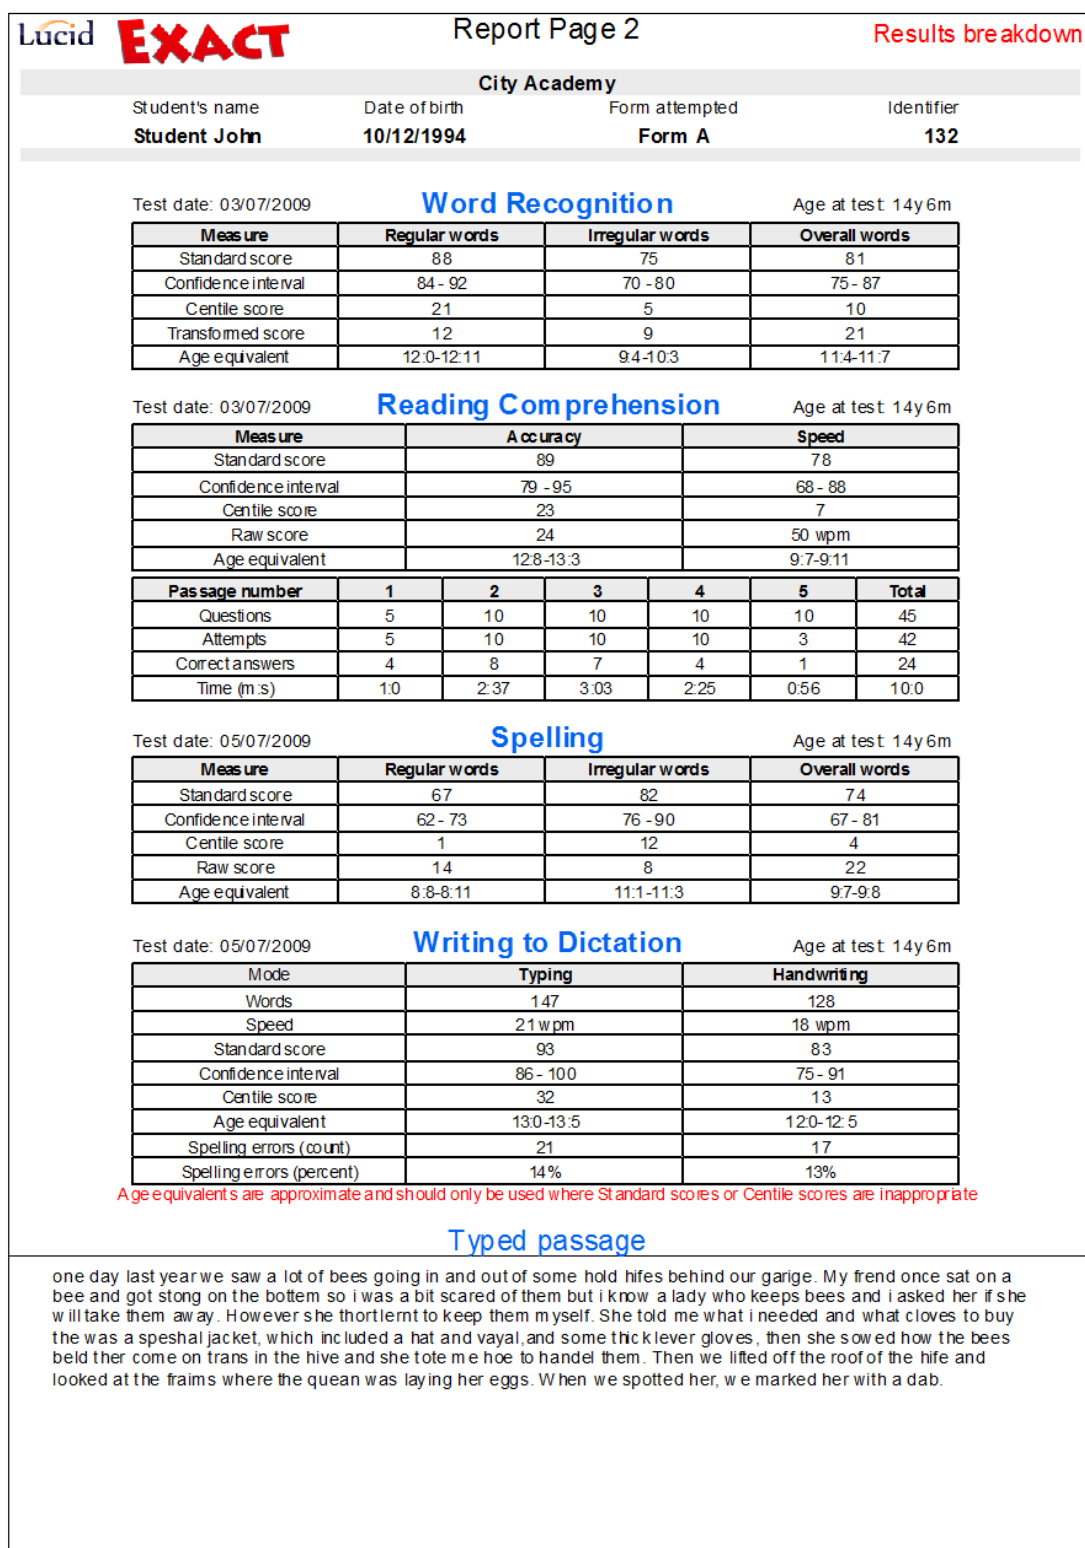 Lucid EXACT Report Page 2 Results breakdown
City Academy
Student's name Date of birth Form attempted Identifier
Student John 10/12/1994 Form A 132
Test date: 03/07/2009 Word Recognition Age at test: 14y 6m
Measure Regular words Irregular words Overall words
Standard score 88 75 81
Confidence interval 84 - 92 70 - 80 75 - 87
Centile score 21 5 10
Transformed score 12 9 21
Age equivalent 12:0-12:11 9:4-10:3 11:4-11:7
Test date: 03/07/2009 Reading Comprehension Age at test: 14y 6m
Measure Accuracy Speed
Standard score 89 78
Confidence interval 79 - 95 68 - 88
Centile score 23 7
Raw score 24 50 wpm
Age equivalent 12:8-13:3 9:7-9:11
Passage number 1 2 3 4 5 Total
Questions 5 10 10 10 10 45
Attempts 5 10 10 10 3 42
Correct answers 4 8 7 4 1 24
Time (m:s) 1:0 2:37 3:03 2:25 0:56 10:0
Test date: 05/07/2009 Spelling Age at test: 14y 6m
Measure Regular words Irregular words Overall words
Standard score 67 82 74
Confidence interval 62 - 73 76 - 90 67 - 81
Centile score 1 12 4
Raw score 14 8 22
Age equivalent 8:8-8:11 11:1-11:3 9:7-9:8
Test date: 05/07/2009 Writing to Dictation Age at test: 14y 6m
Mode Typing Handwriting
Words 147 128
Speed 21 wpm 18 wpm
Standard score 93 83
Confidence interval 86 - 100 75 - 91
Centile score 32 13
Age equivalent 13:0-13:5 12:0-12:5
Spelling errors (count) 21 17
Spelling errors (percent) 14% 13%
Age equivalents are approximate and should only be used where Standard scores or Centile scores are inappropriate
Typed passage
one day last year we saw a lot of bees going in and out of some hold hifes behind our garige. My frend once sat on a
bee and got stong on the bottem so i was a bit scared of them but i know a lady who keeps bees and i asked her if she
will take them away. However she thort lernt to keep them myself. She told me what i needed and what cloves to buy
the was a speshal jacket, which included a hat and vayal,and some thick lever gloves, then she sowed how the bees
beld ther come on trans in the hive and she tote me hoe to handel them. Then we lifted off the roof of the hife and
looked at the fraims where the quean was laying her eggs. When we spotted her, we marked her with a dab.